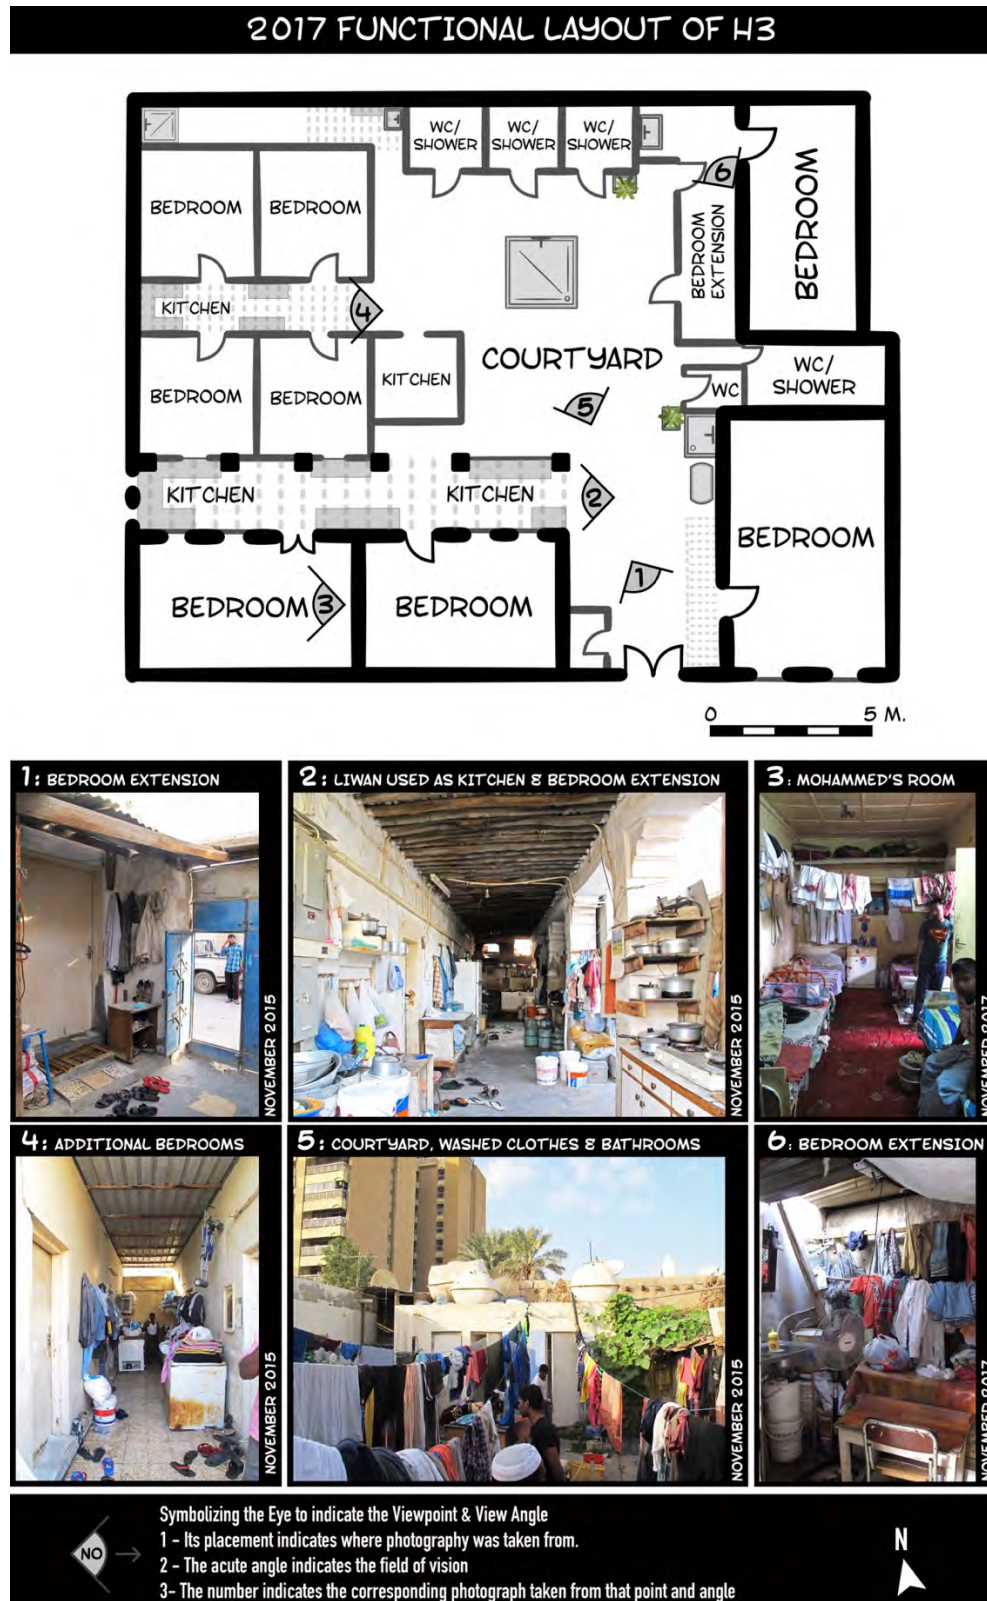 2017 FUNCTIONAL LAYOUT OF H3
WC/
SHOWER
WC/
SHOWER
WC/
SHOWER
6
BEDROOM
BEDROOM
BEDROOM
EXTENSION
BEDROOM
KITCHEN
4
COURTYARD
WC/
SHOWER
BEDROOM
BEDROOM
KITCHEN
WC
5
KITCHEN
KITCHEN
2
BEDROOM
1
BEDROOM
3
BEDROOM
0 5 M.
1: BEDROOM EXTENSION
NOVEMBER 2015
2: LIWAN USED AS KITCHEN & BEDROOM EXTENSION
NOVEMBER 2015
3: MOHAMMED'S ROOM
NOVEMBER 2017
4: ADDITIONAL BEDROOMS
NOVEMBER 2015
5: COURTYARD, WASHED CLOTHES & BATHROOMS
NOVEMBER 2015
6: BEDROOM EXTENSION
NOVEMBER 2017
NO
Symbolizing the Eye to indicate the Viewpoint & View Angle
1 - Its placement indicates where photography was taken from.
2 - The acute angle indicates the field of vision
3- The number indicates the corresponding photograph taken from that point and angle
N